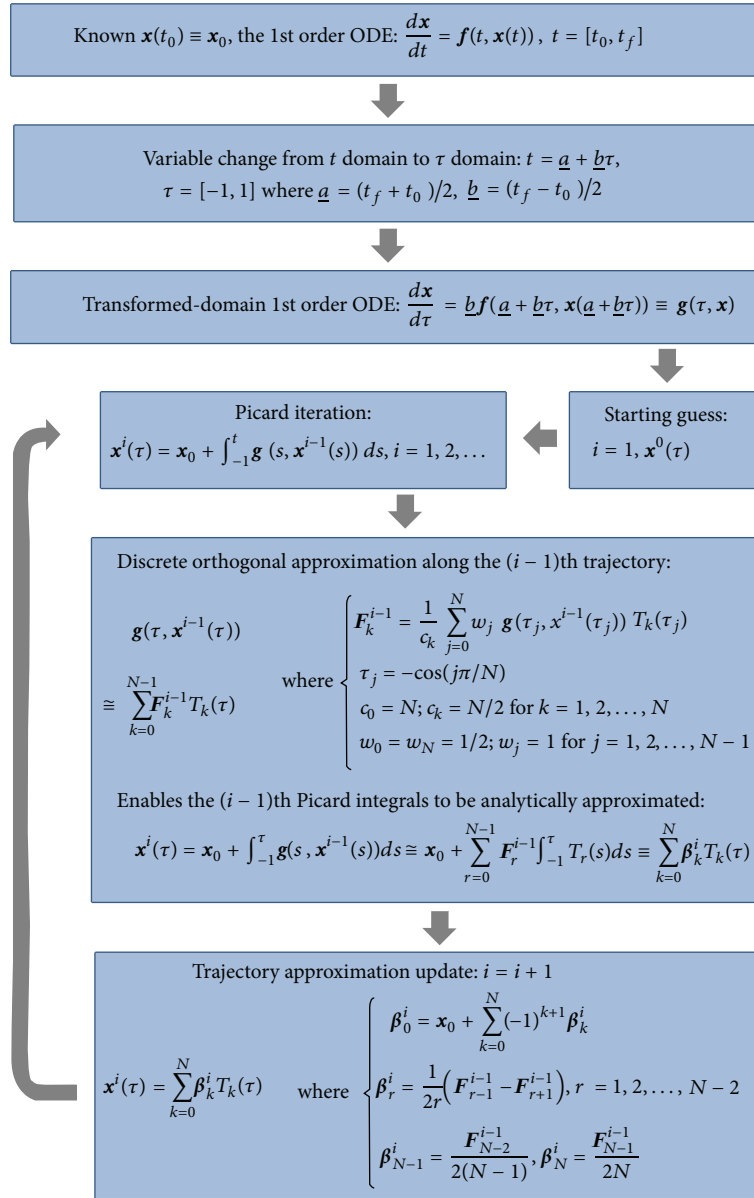 Known x(t₀) ≡ x₀, the 1st order ODE: dx/dt = f(t, x(t)) , t = [t₀, t_f]
Variable change from t domain to τ domain: t = a + bτ,
τ = [−1, 1] where a = (t_f + t₀ )/2, b = (t_f − t₀ )/2
Transformed-domain 1st order ODE: dx/dτ = bf(a + bτ, x(a+bτ)) ≡ g(τ, x)
Picard iteration:
xⁱ(τ) = x₀ + ∫₋₁ᵗ g (s, xⁱ⁻¹(s)) ds, i = 1, 2, . . .
Starting guess:
i = 1, x⁰(τ)
Discrete orthogonal approximation along the (i − 1)th trajectory:
g(τ, xⁱ⁻¹(τ))
≅ ∑_{k=0}^{N−1} F_k^{i−1} T_k(τ)
where
F_k^{i−1} = 1/c_k ∑_{j=0}^{N} w_j g(τ_j, x^{i−1}(τ_j)) T_k(τ_j)
τ_j = −cos(jπ/N)
c₀ = N; c_k = N/2 for k = 1, 2, . . . , N
w₀ = w_N = 1/2; w_j = 1 for j = 1, 2, . . . , N − 1
Enables the (i − 1)th Picard integrals to be analytically approximated:
xⁱ(τ) = x₀ + ∫_{−1}^{τ} g(s , x^{i−1}(s))ds ≅ x₀ + ∑_{r=0}^{N−1} F_r^{i−1} ∫_{−1}^{τ} T_r(s)ds ≡ ∑_{k=0}^{N} β_k^i T_k(τ)
Trajectory approximation update: i = i + 1
xⁱ(τ) = ∑_{k=0}^{N} β_k^i T_k(τ)
where
β_0^i = x₀ + ∑_{k=0}^{N} (−1)^{k+1} β_k^i
β_r^i = 1/2r (F_{r−1}^{i−1} − F_{r+1}^{i−1}), r = 1, 2, . . . , N − 2
β_{N−1}^i = F_{N−2}^{i−1}/2(N − 1), β_N^i = F_{N−1}^{i−1}/2N